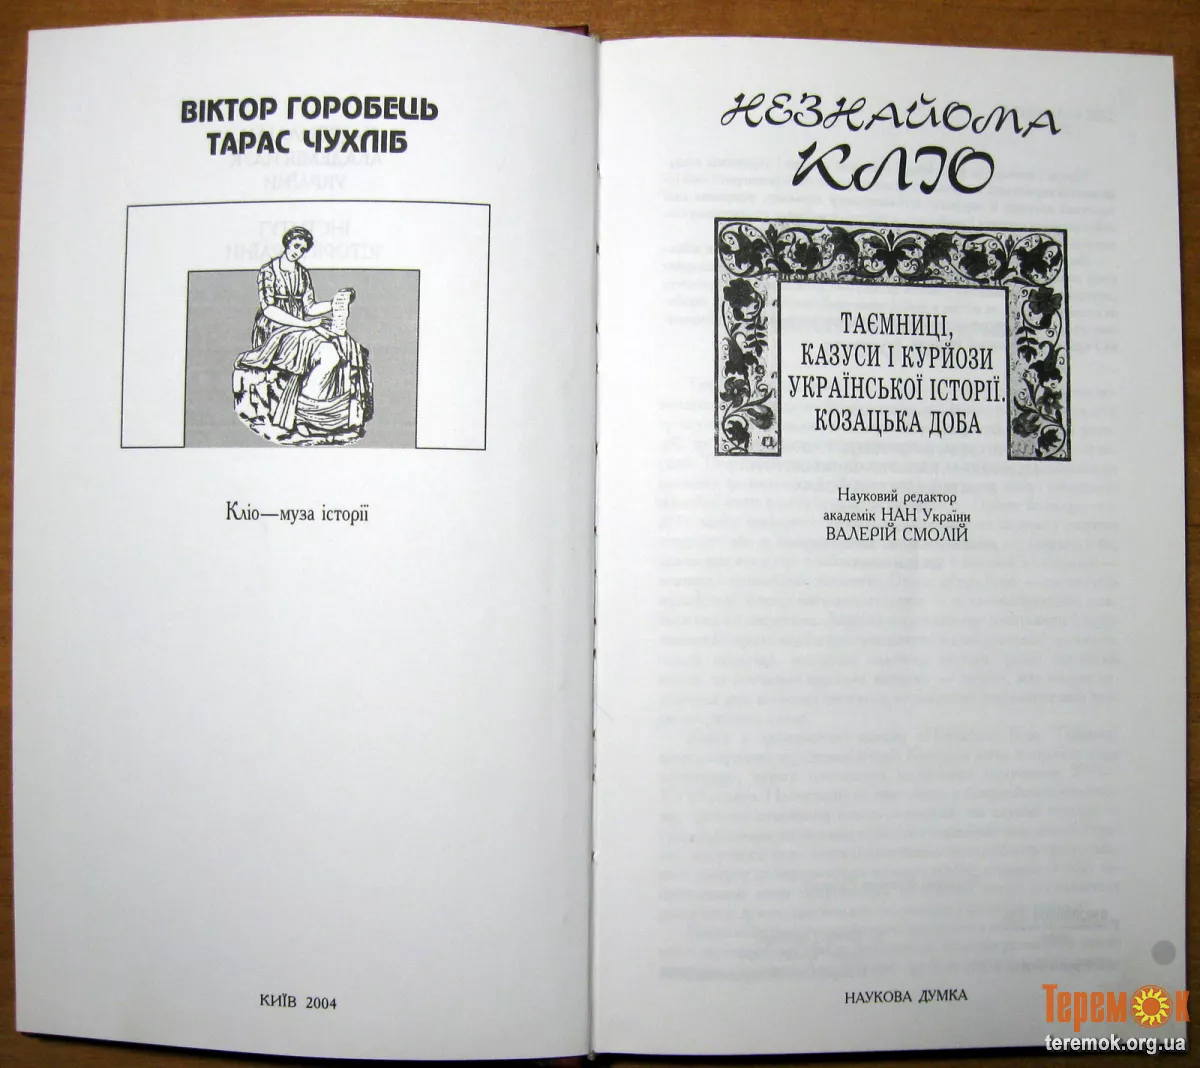 ВІКТОР ГОРОБЕЦЬ
ТАРАС ЧУХЛІБ
Кліо—муза історії
КИЇВ 2004
НЕЗНАЙОМА
КЛІО
ТАЄМНИЦІ,
КАЗУСИ І КУРЙОЗИ
УКРАЇНСЬКОЇ ІСТОРІЇ.
КОЗАЦЬКА ДОБА
Науковий редактор
академік НАН України
ВАЛЕРІЙ СМОЛІЙ
НАУКОВА ДУМКА
Теремок
teremok.org.ua